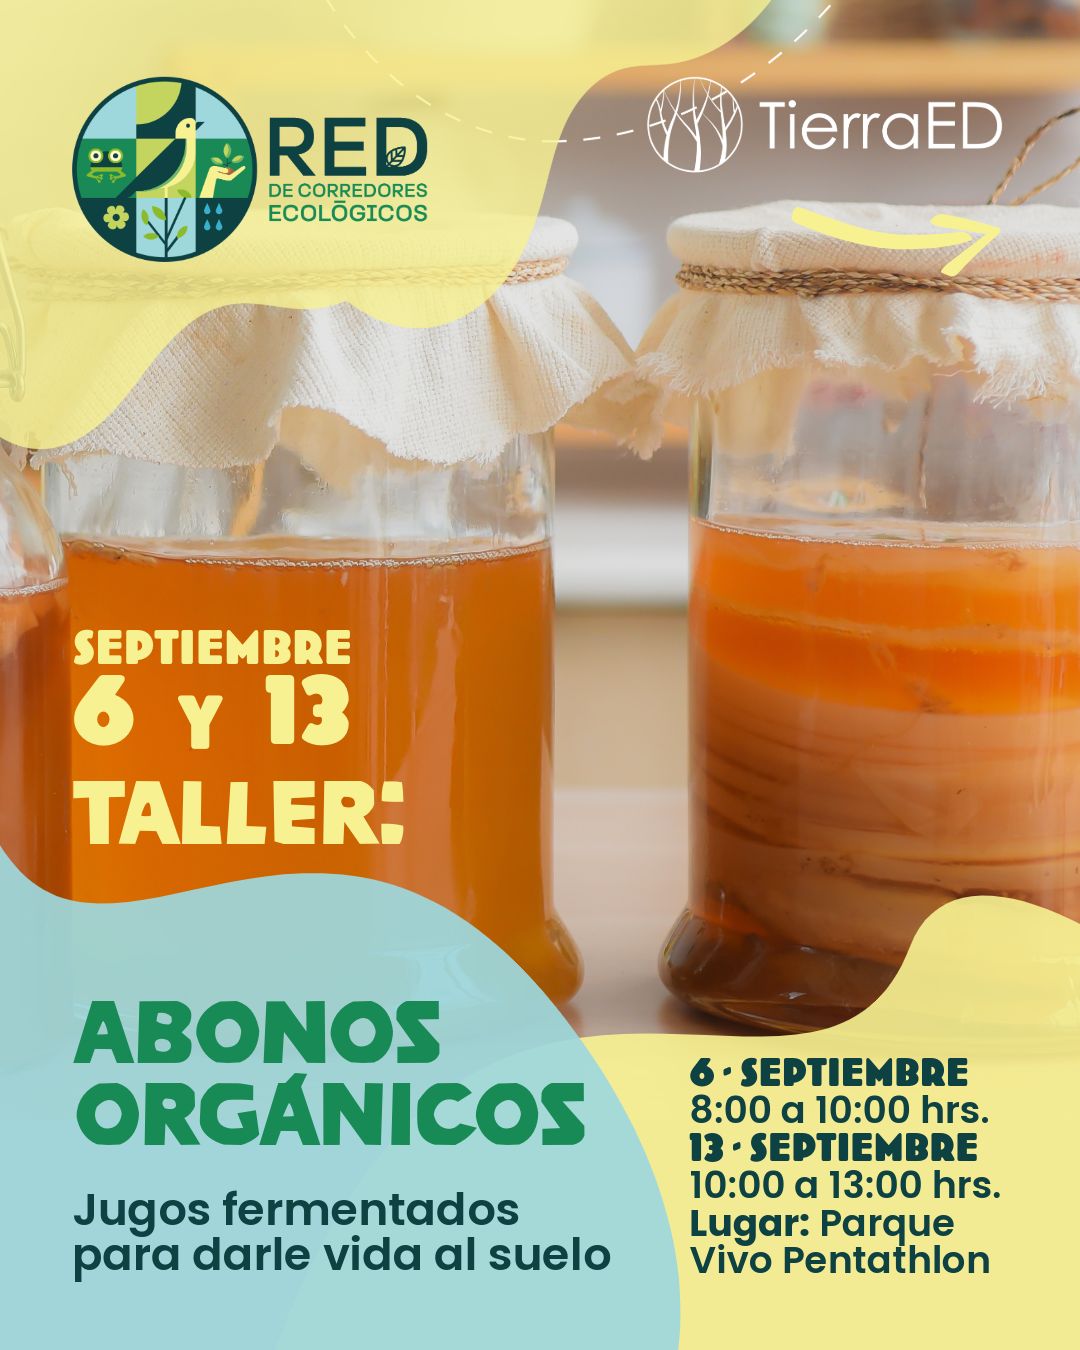 RED
DE CORREDORES
ECOLŌGICOS
TierraED
SEPTIEMBRE
6 Y 13
TALLER:
ABONOS
ORGÁNICOS
Jugos fermentados
para darle vida al suelo
6 · SEPTIEMBRE
8:00 a 10:00 hrs.
13 · SEPTIEMBRE
10:00 a 13:00 hrs.
Lugar: Parque
Vivo Pentathlon